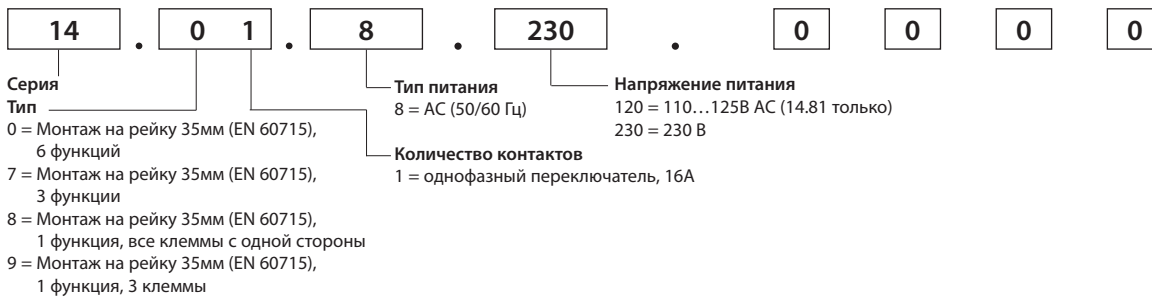 14 . 0 1 . 8 . 230 . 0 0 0 0
Серия
Тип
0 = Монтаж на рейку 35мм (EN 60715),
6 функций
7 = Монтаж на рейку 35мм (EN 60715),
3 функции
8 = Монтаж на рейку 35мм (EN 60715),
1 функция, все клеммы с одной стороны
9 = Монтаж на рейку 35мм (EN 60715),
1 функция, 3 клеммы
Тип питания
8 = AC (50/60 Гц)
Количество контактов
1 = однофазный переключатель, 16A
Напряжение питания
120 = 110…125В AC (14.81 только)
230 = 230 В